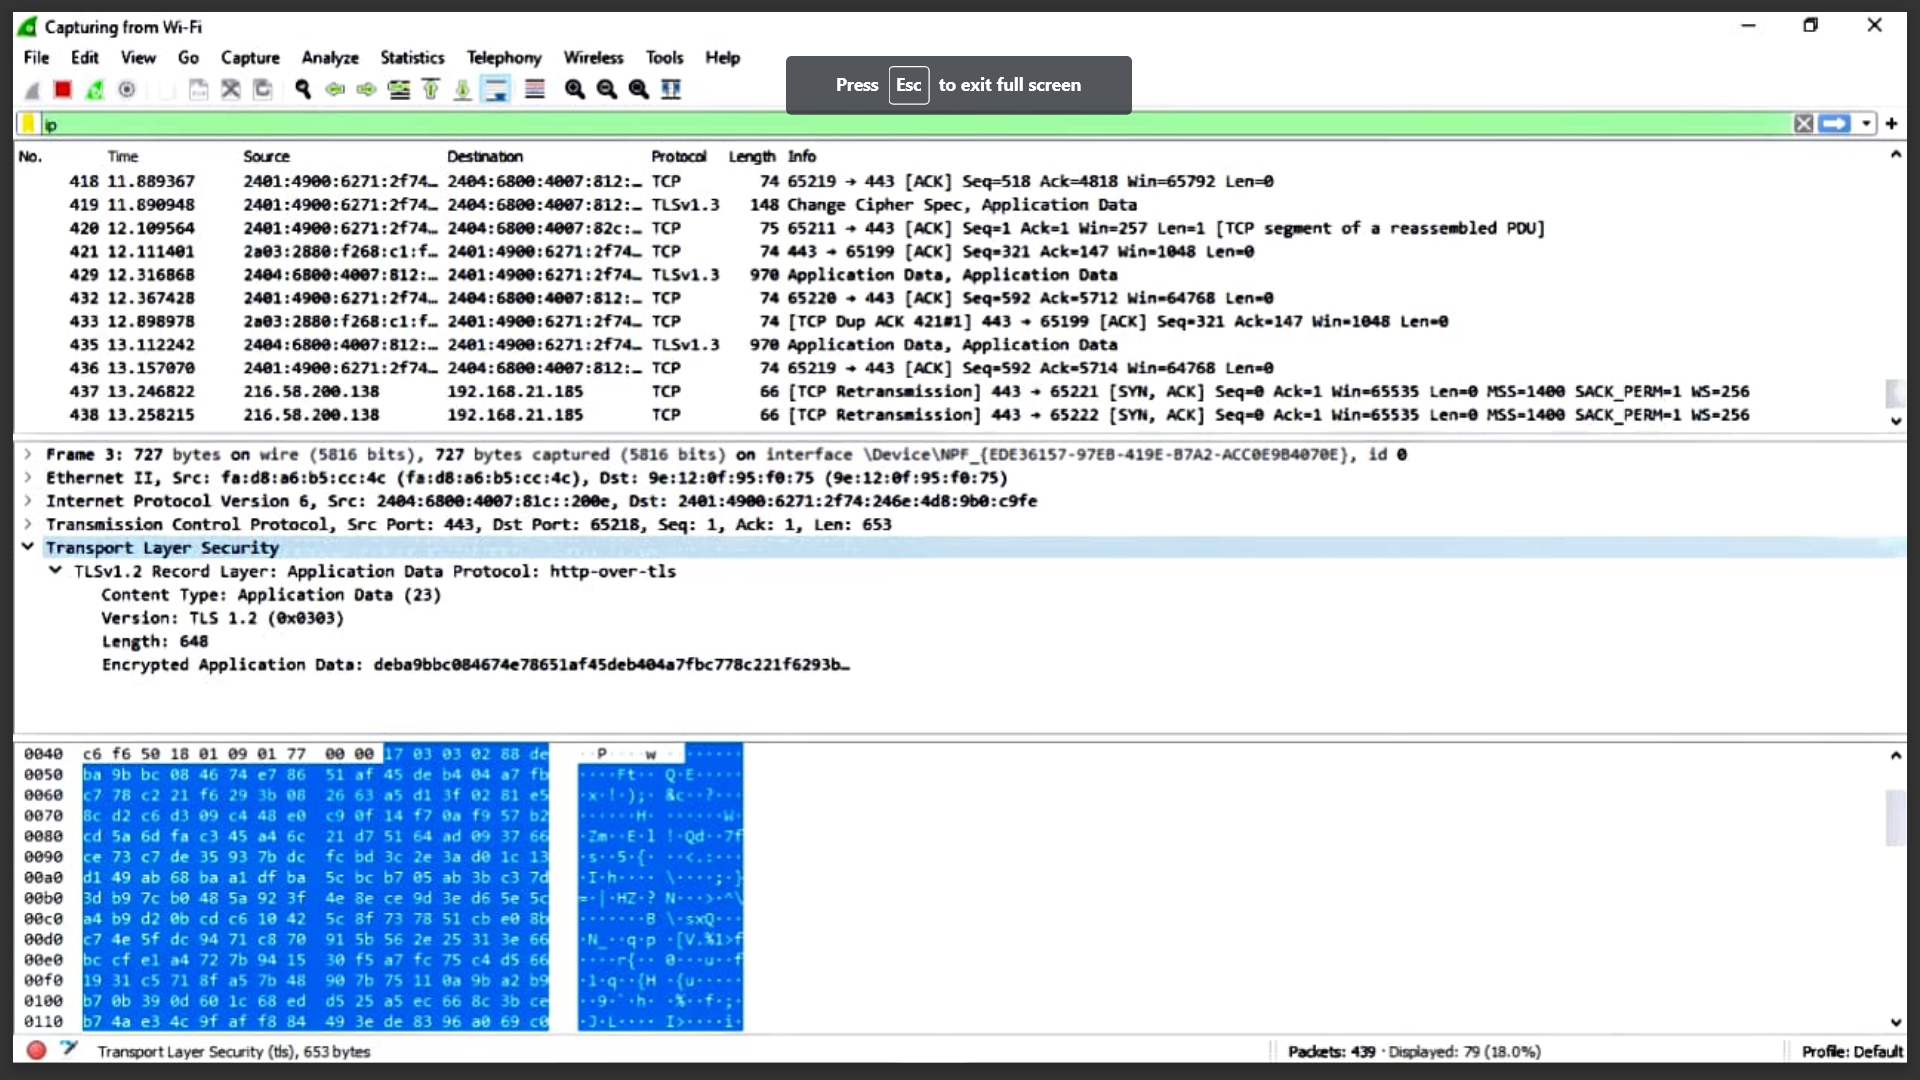 Capturing from Wi-Fi
File Edit View Go Capture Analyze Statistics Telephony Wireless Tools Help
Press Esc to exit full screen
ip
No. Time Source Destination Protocol Length Info
418 11.889367 2401:4900:6271:2f74… 2404:6800:4007:812:… TCP 74 65219 → 443 [ACK] Seq=518 Ack=4818 Win=65792 Len=0
419 11.890948 2401:4900:6271:2f74… 2404:6800:4007:812:… TLSv1.3 148 Change Cipher Spec, Application Data
420 12.109564 2401:4900:6271:2f74… 2404:6800:4007:82c:… TCP 75 65211 → 443 [ACK] Seq=1 Ack=1 Win=257 Len=1 [TCP segment of a reassembled PDU]
421 12.111401 2a03:2880:f268:c1:f… 2401:4900:6271:2f74… TCP 74 443 → 65199 [ACK] Seq=321 Ack=147 Win=1048 Len=0
429 12.316868 2404:6800:4007:812:… 2401:4900:6271:2f74… TLSv1.3 970 Application Data, Application Data
432 12.367428 2401:4900:6271:2f74… 2404:6800:4007:812:… TCP 74 65220 → 443 [ACK] Seq=592 Ack=5712 Win=64768 Len=0
433 12.898978 2a03:2880:f268:c1:f… 2401:4900:6271:2f74… TCP 74 [TCP Dup ACK 421#1] 443 → 65199 [ACK] Seq=321 Ack=147 Win=1048 Len=0
435 13.112242 2404:6800:4007:812:… 2401:4900:6271:2f74… TLSv1.3 970 Application Data, Application Data
436 13.157070 2401:4900:6271:2f74… 2404:6800:4007:812:… TCP 74 65219 → 443 [ACK] Seq=592 Ack=5714 Win=64768 Len=0
437 13.246822 216.58.200.138 192.168.21.185 TCP 66 [TCP Retransmission] 443 → 65221 [SYN, ACK] Seq=0 Ack=1 Win=65535 Len=0 MSS=1400 SACK_PERM=1 WS=256
438 13.258215 216.58.200.138 192.168.21.185 TCP 66 [TCP Retransmission] 443 → 65222 [SYN, ACK] Seq=0 Ack=1 Win=65535 Len=0 MSS=1400 SACK_PERM=1 WS=256
Frame 3: 727 bytes on wire (5816 bits), 727 bytes captured (5816 bits) on interface \Device\NPF_{EDE36157-97EB-419E-B7A2-ACC0E9B4070E}, id 0
Ethernet II, Src: fa:d8:a6:b5:cc:4c (fa:d8:a6:b5:cc:4c), Dst: 9e:12:0f:95:f0:75 (9e:12:0f:95:f0:75)
Internet Protocol Version 6, Src: 2404:6800:4007:81c::200e, Dst: 2401:4900:6271:2f74:246e:4d8:9b0:c9fe
Transmission Control Protocol, Src Port: 443, Dst Port: 65218, Seq: 1, Ack: 1, Len: 653
Transport Layer Security
TLSv1.2 Record Layer: Application Data Protocol: http-over-tls
Content Type: Application Data (23)
Version: TLS 1.2 (0x0303)
Length: 648
Encrypted Application Data: deba9bbc084674e78651af45deb404a7fbc778c221f6293b…
0040 c6 f6 50 18 01 09 01 77 00 00 17 03 03 02 88 de ··P····w ········
0050 ba 9b bc 08 46 74 e7 86 51 af 45 de b4 04 a7 fb ····Ft·· Q·E·····
0060 c7 78 c2 21 f6 29 3b 08 26 63 a5 d1 3f 02 81 e5 ·x·!·);· &c··?···
0070 8c d2 c6 d3 09 c4 48 e0 c9 0f 14 f7 0a f9 57 b2 ······H· ······W·
0080 cd 5a 6d fa c3 45 a4 6c 21 d7 51 64 ad 09 37 66 ·Zm··E·l !·Qd··7f
0090 ce 73 c7 de 35 93 7b dc fc bd 3c 2e 3a d0 1c 13 ·s··5·{· ··<.:···
00a0 d1 49 ab 68 ba a1 df ba 5c bc b7 05 ab 3b c3 7d ·I·h···· \····;·}
00b0 3d b9 7c b0 48 5a 92 3f 4e 8e ce 9d 3e d6 5e 5c =·|·HZ·? N···>·^\
00c0 a4 b9 d2 0b cd c6 10 42 5c 8f 73 78 51 cb e0 8b ·······B \·sxQ···
00d0 c7 4e 5f dc 94 71 c8 70 91 5b 56 2e 25 31 3e 66 ·N_··q·p ·[V.%1>f
00e0 bc cf e1 a4 72 7b 94 15 30 f5 a7 fc 75 c4 d5 66 ····r{·· 0···u··f
00f0 19 31 c5 71 8f a5 7b 48 90 7b 75 11 0a 9b a2 b9 ·1·q··{H ·{u·····
0100 b7 0b 39 0d 60 1c 68 ed d5 25 a5 ec 66 8c 3b ce ··9·`·h· ·%··f·;·
0110 b7 4a e3 4c 9f af f8 84 49 3e de 83 96 a0 69 c0 ·J·L···· I>····i·
Transport Layer Security (tls), 653 bytes Packets: 439 · Displayed: 79 (18.0%) Profile: Default